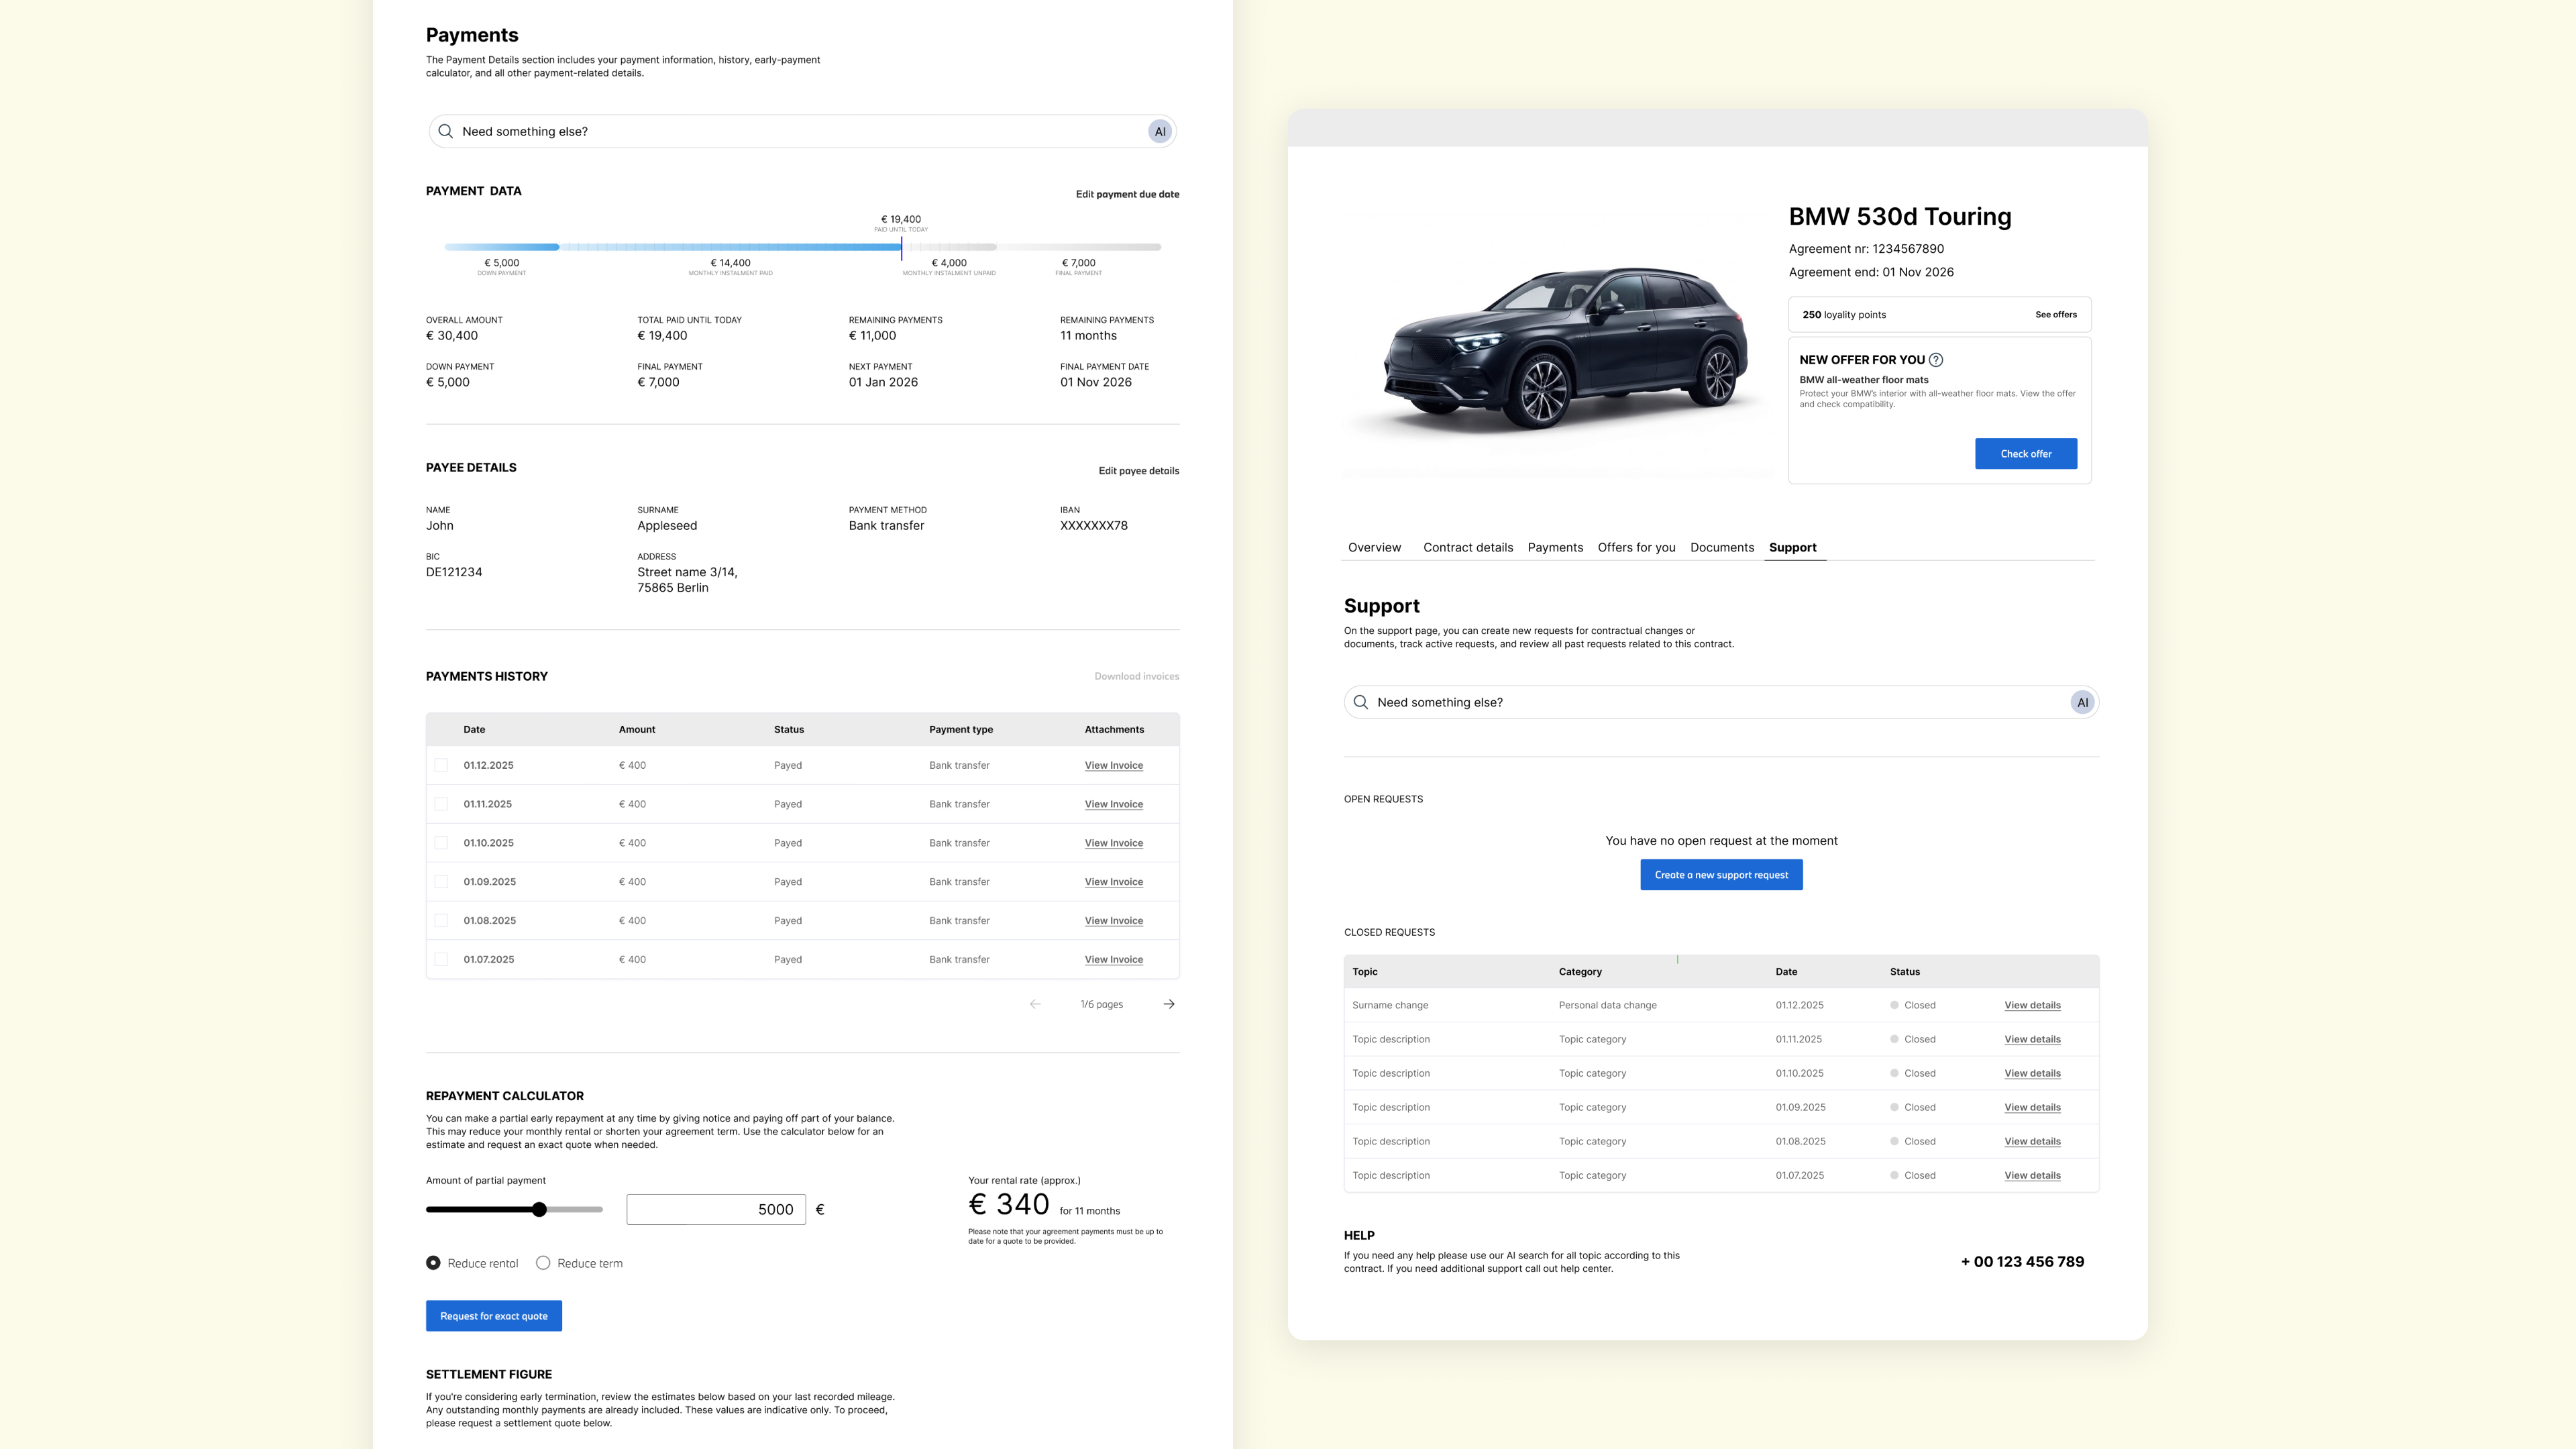 Payments
The Payment Details section includes your payment information, history, early-payment
calculator, and all other payment-related details.
Need something else?
AI
PAYMENT DATA
Edit payment due date
€ 19,400
PAID UNTIL TODAY
€ 5,000
DOWN PAYMENT
€ 14,400
MONTHLY INSTALMENT PAID
€ 4,000
MONTHLY INSTALMENT UNPAID
€ 7,000
FINAL PAYMENT
OVERALL AMOUNT
€ 30,400
TOTAL PAID UNTIL TODAY
€ 19,400
REMAINING PAYMENTS
€ 11,000
REMAINING PAYMENTS
11 months
DOWN PAYMENT
€ 5,000
FINAL PAYMENT
€ 7,000
NEXT PAYMENT
01 Jan 2026
FINAL PAYMENT DATE
01 Nov 2026
PAYEE DETAILS
Edit payee details
NAME
John
SURNAME
Appleseed
PAYMENT METHOD
Bank transfer
IBAN
XXXXXXX78
BIC
DE121234
ADDRESS
Street name 3/14,
75865 Berlin
PAYMENTS HISTORY
Download invoices
Date Amount Status Payment type Attachments
01.12.2025 € 400 Payed Bank transfer View Invoice
01.11.2025 € 400 Payed Bank transfer View Invoice
01.10.2025 € 400 Payed Bank transfer View Invoice
01.09.2025 € 400 Payed Bank transfer View Invoice
01.08.2025 € 400 Payed Bank transfer View Invoice
01.07.2025 € 400 Payed Bank transfer View Invoice
1/6 pages
REPAYMENT CALCULATOR
You can make a partial early repayment at any time by giving notice and paying off part of your balance.
This may reduce your monthly rental or shorten your agreement term. Use the calculator below for an
estimate and request an exact quote when needed.
Amount of partial payment
5000 €
Your rental rate (approx.)
€ 340 for 11 months
Please note that your agreement payments must be up to
date for a quote to be provided.
Reduce rental
Reduce term
Request for exact quote
SETTLEMENT FIGURE
If you're considering early termination, review the estimates below based on your last recorded mileage.
Any outstanding monthly payments are already included. These values are indicative only. To proceed,
please request a settlement quote below.
BMW 530d Touring
Agreement nr: 1234567890
Agreement end: 01 Nov 2026
250 loyality points
See offers
NEW OFFER FOR YOU ?
BMW all-weather floor mats
Protect your BMW's interior with all-weather floor mats. View the offer
and check compatibility.
Check offer
Overview Contract details Payments Offers for you Documents Support
Support
On the support page, you can create new requests for contractual changes or
documents, track active requests, and review all past requests related to this contract.
Need something else?
AI
OPEN REQUESTS
You have no open request at the moment
Create a new support request
CLOSED REQUESTS
Topic Category Date Status
Surname change Personal data change 01.12.2025 Closed View details
Topic description Topic category 01.11.2025 Closed View details
Topic description Topic category 01.10.2025 Closed View details
Topic description Topic category 01.09.2025 Closed View details
Topic description Topic category 01.08.2025 Closed View details
Topic description Topic category 01.07.2025 Closed View details
HELP
If you need any help please use our AI search for all topic according to this
contract. If you need additional support call out help center.
+ 00 123 456 789